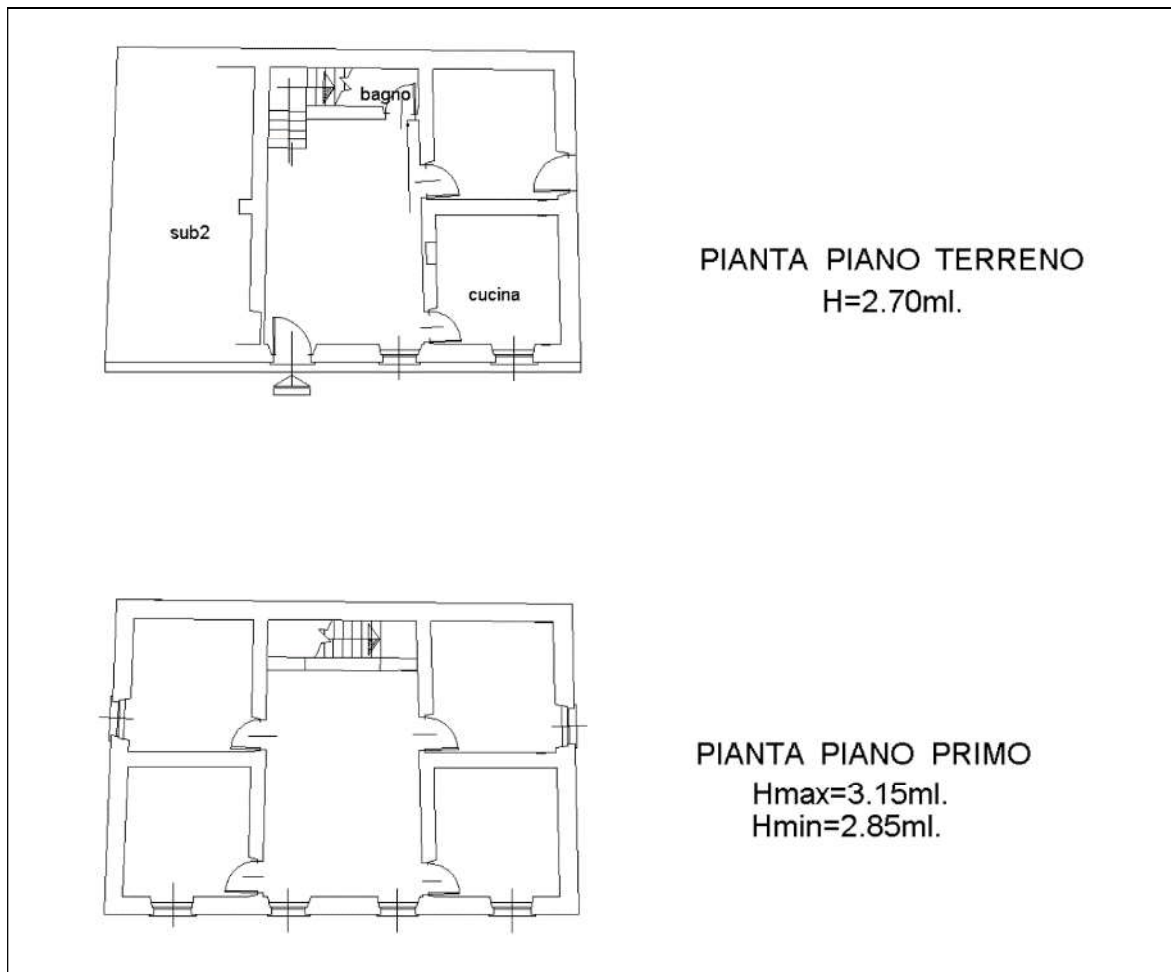 bagno
sub2
cucina
PIANTA PIANO TERRENO
H=2.70ml.
PIANTA PIANO PRIMO
Hmax=3.15ml.
Hmin=2.85ml.